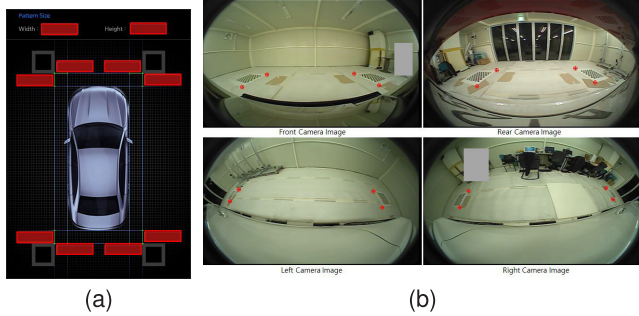 Pattern Size
Width :
Height :
Front Camera Image
Rear Camera Image
Left Camera Image
Right Camera Image
(a)
(b)